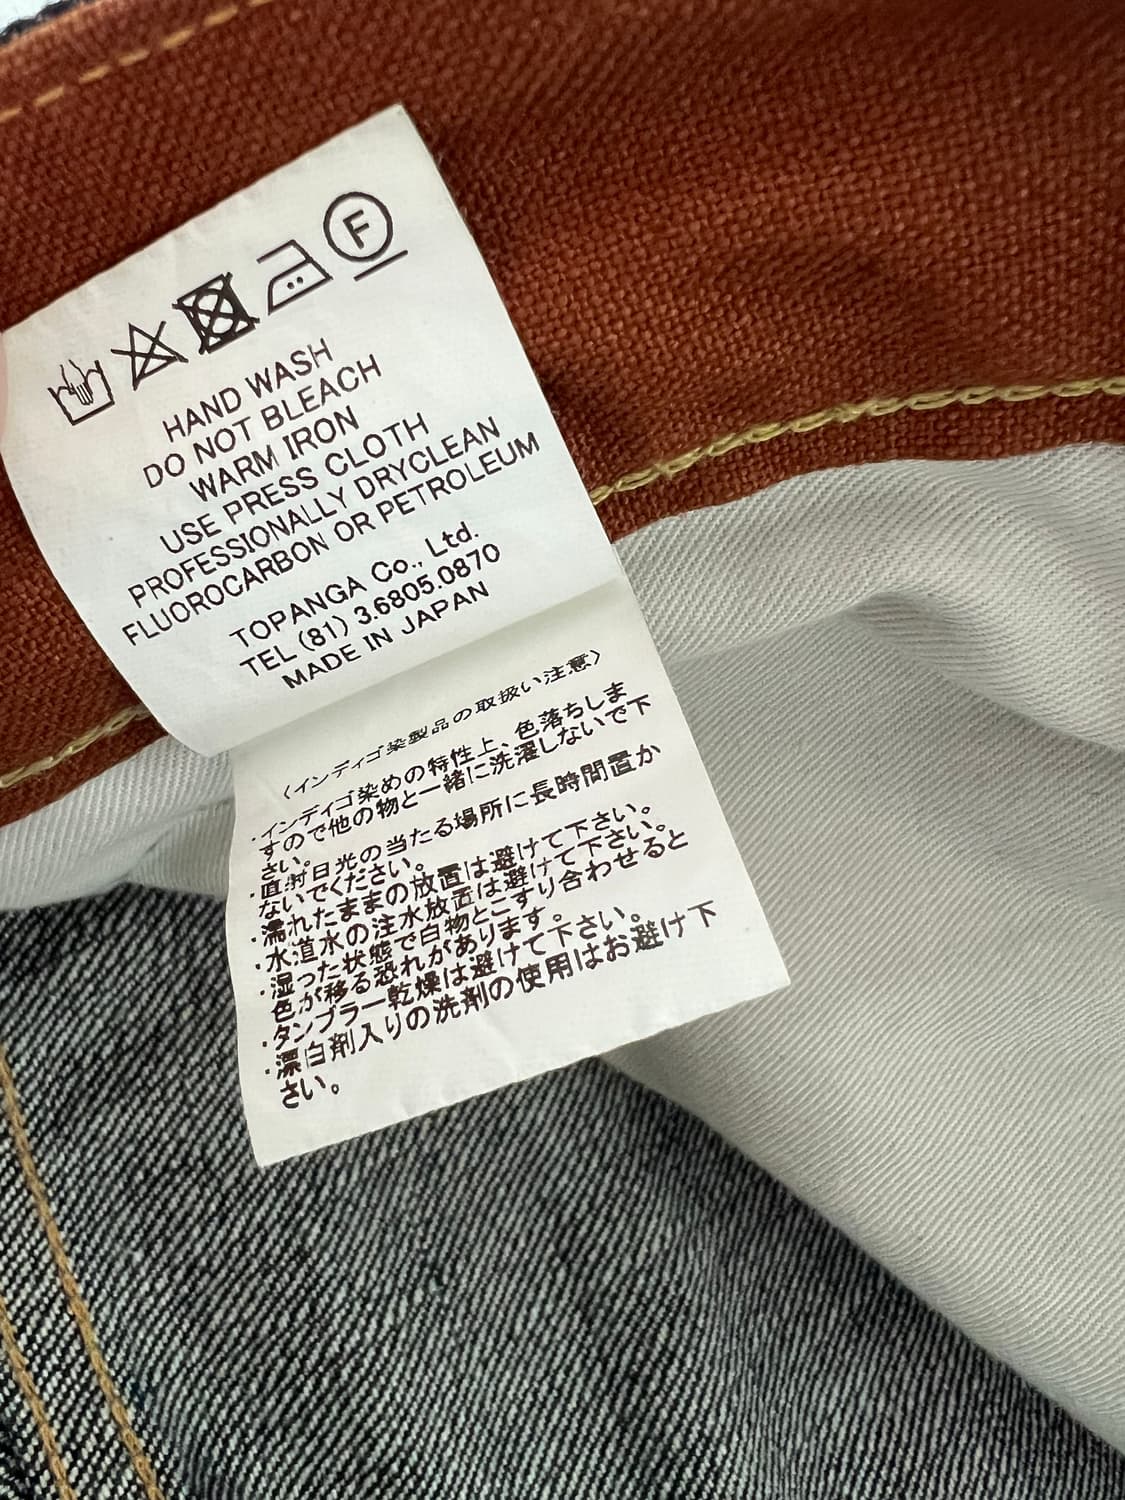 F
HAND WASH
DO NOT BLEACH
WARM IRON
USE PRESS CLOTH
PROFESSIONALLY DRYCLEAN
FLUOROCARBON OR PETROLEUM
TOPANGA Co., Ltd.
TEL (81) 3.6805.0870
MADE IN JAPAN
〈インディゴ染製品の取扱い注意〉
・インディゴ染めの特性上、色落ちしま
すので他の物と一緒に洗濯しないで下
さい。
・直射日光の当たる場所に長時間置か
ないでください。
・濡れたままの放置は避けて下さい。
・水道水の注水放置は避けて下さい。
・湿った状態で白物とこすり合わせると
色が移る恐れがあります。
・タンブラー乾燥は避けて下さい。
・漂白剤入りの洗剤の使用はお避け下
さい。